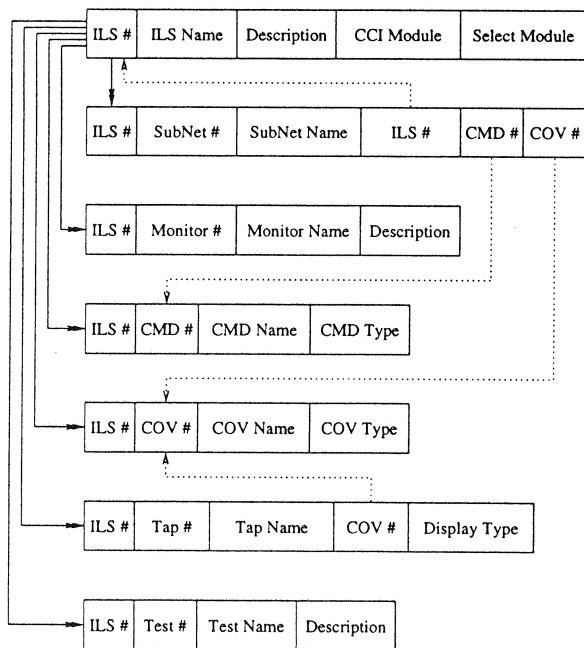 ILS # ILS Name Description CCI Module Select Module
ILS # SubNet # SubNet Name ILS # CMD # COV #
ILS # Monitor # Monitor Name Description
ILS # CMD # CMD Name CMD Type
ILS # COV # COV Name COV Type
ILS # Tap # Tap Name COV # Display Type
ILS # Test # Test Name Description